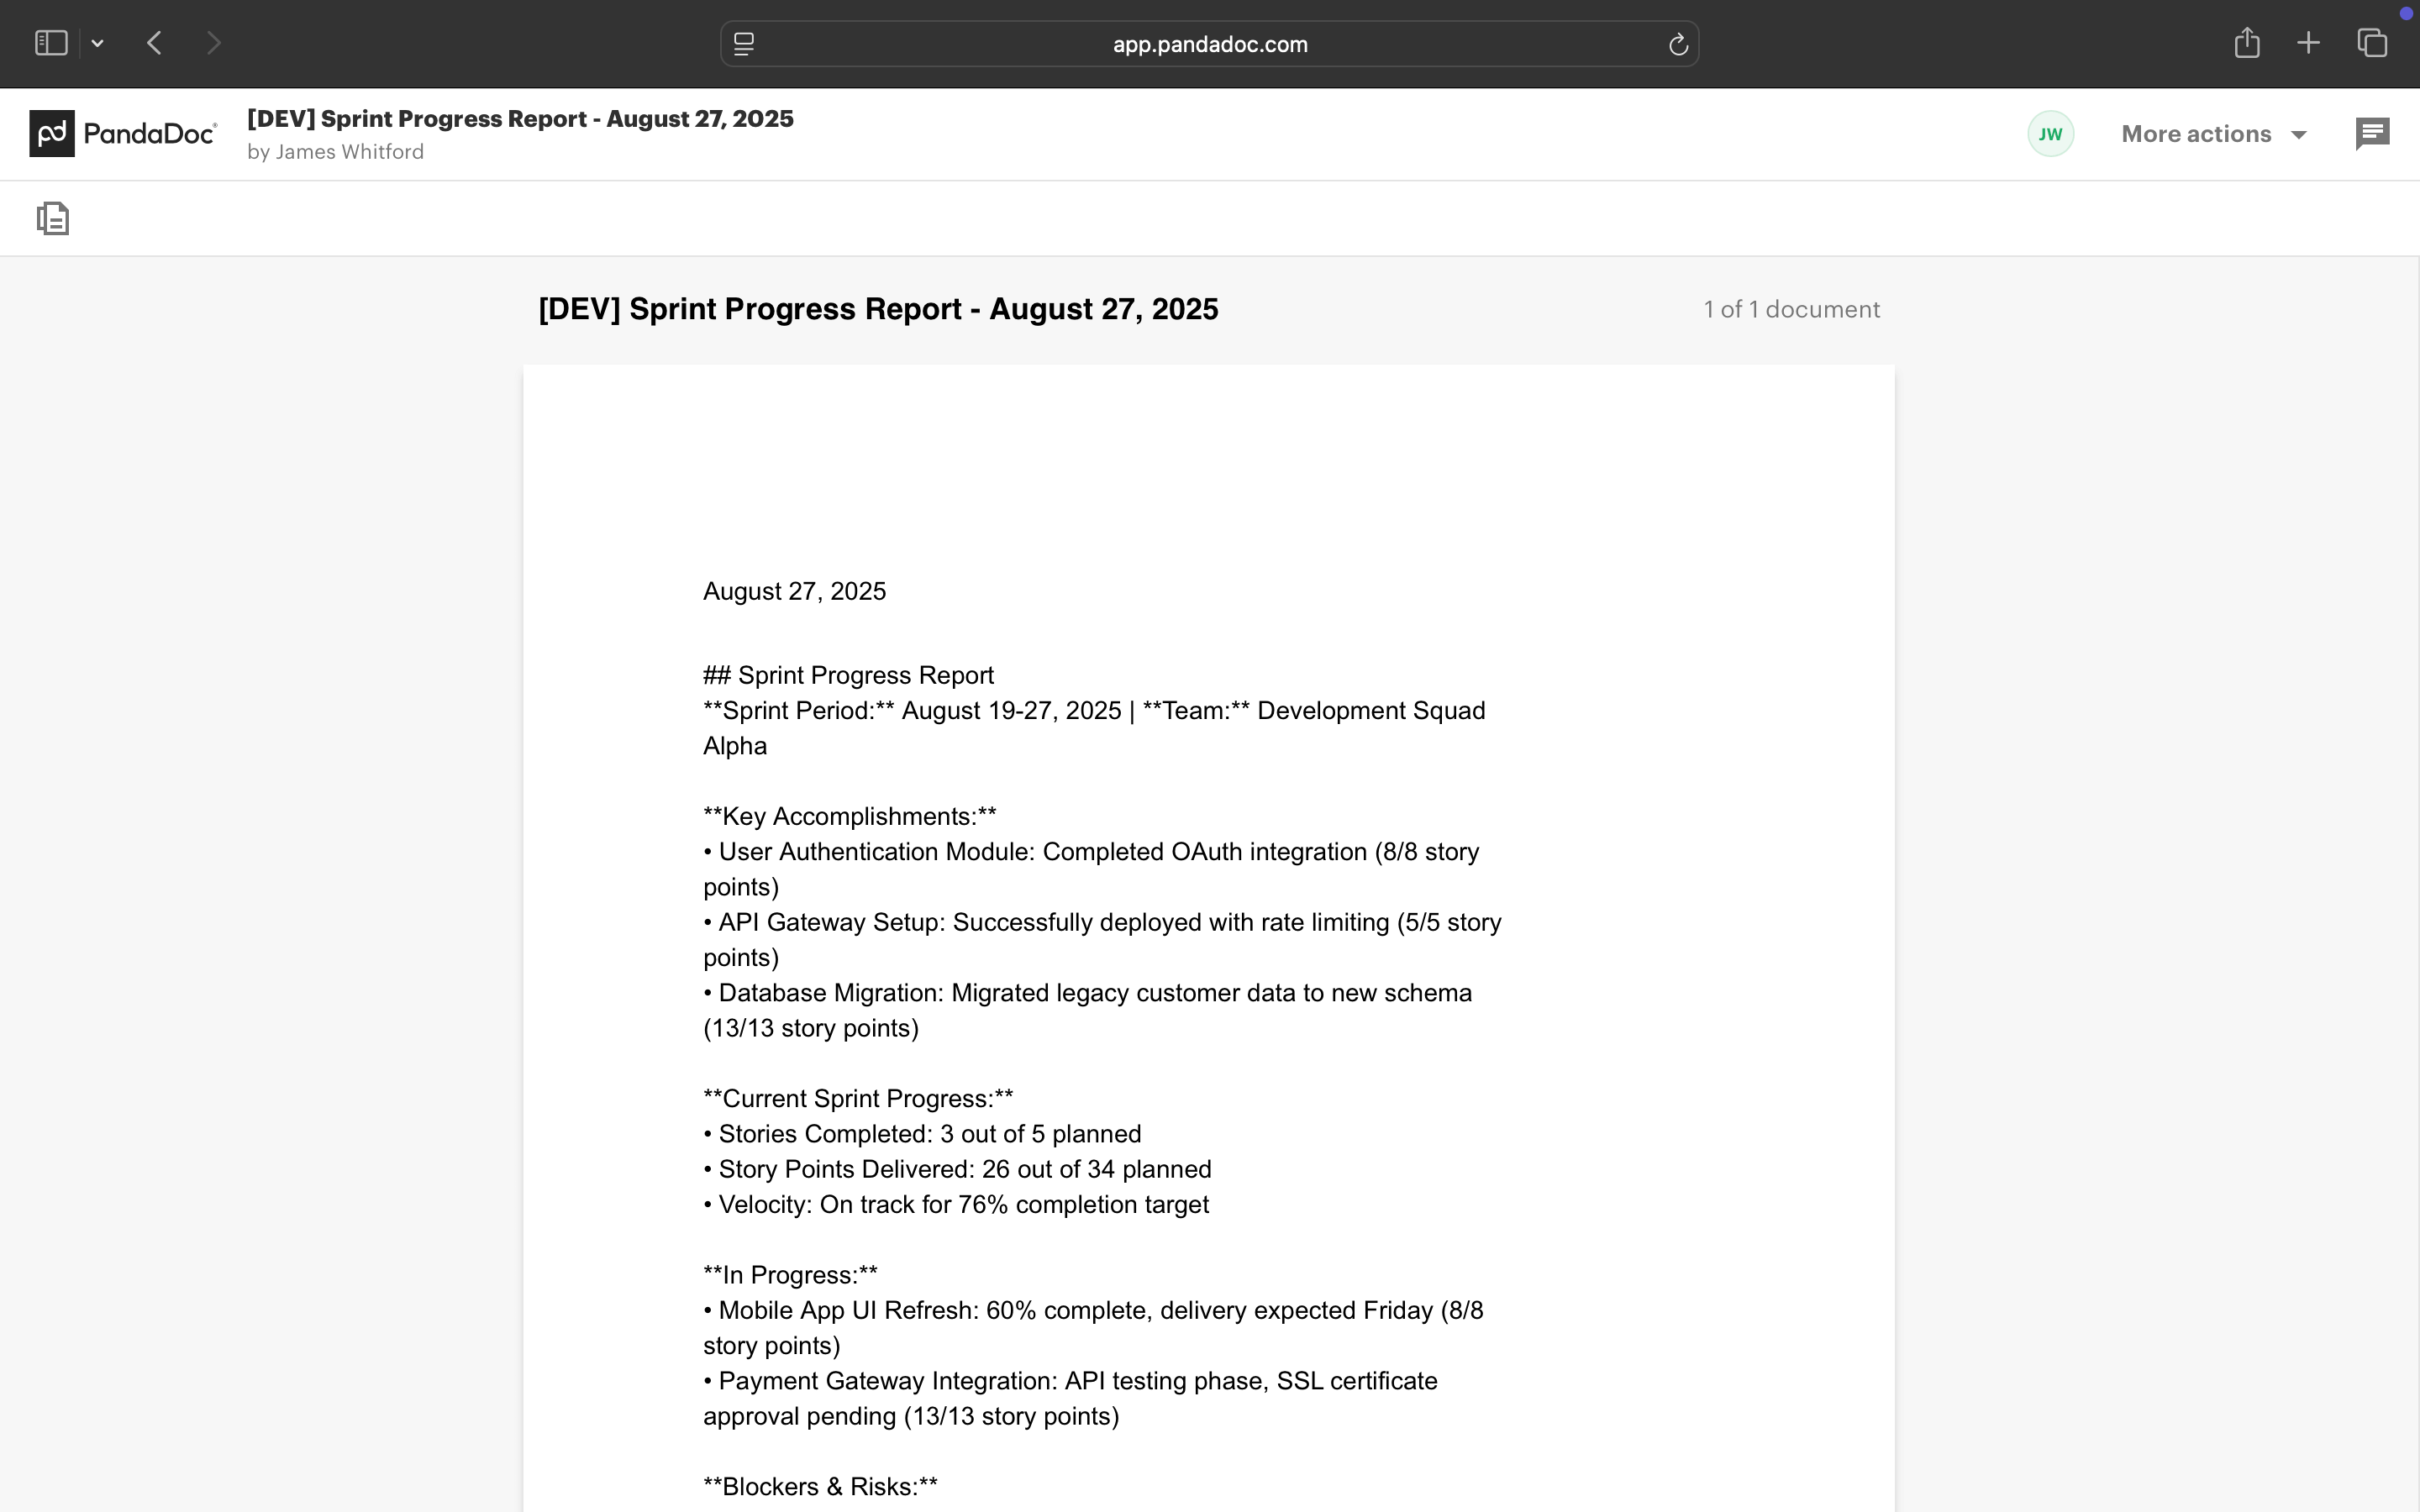 app.pandadoc.com
pd PandaDoc
[DEV] Sprint Progress Report - August 27, 2025
by James Whitford
JW
More actions
[DEV] Sprint Progress Report - August 27, 2025
1 of 1 document
August 27, 2025
## Sprint Progress Report
**Sprint Period:** August 19-27, 2025 | **Team:** Development Squad
Alpha
**Key Accomplishments:**
• User Authentication Module: Completed OAuth integration (8/8 story
points)
• API Gateway Setup: Successfully deployed with rate limiting (5/5 story
points)
• Database Migration: Migrated legacy customer data to new schema
(13/13 story points)
**Current Sprint Progress:**
• Stories Completed: 3 out of 5 planned
• Story Points Delivered: 26 out of 34 planned
• Velocity: On track for 76% completion target
**In Progress:**
• Mobile App UI Refresh: 60% complete, delivery expected Friday (8/8
story points)
• Payment Gateway Integration: API testing phase, SSL certificate
approval pending (13/13 story points)
**Blockers & Risks:**